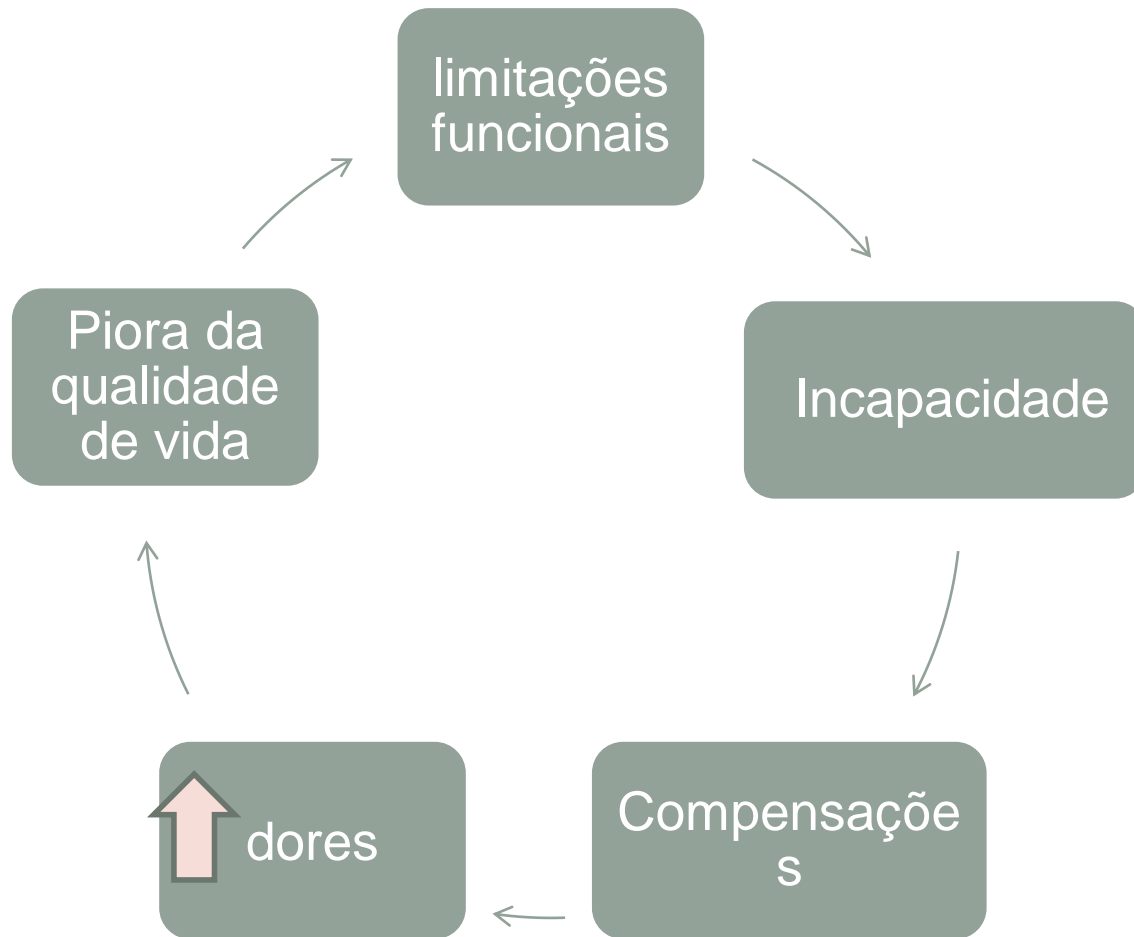 limitações
funcionais
Incapacidade
Compensaçõe
s
dores
Piora da
qualidade
de vida